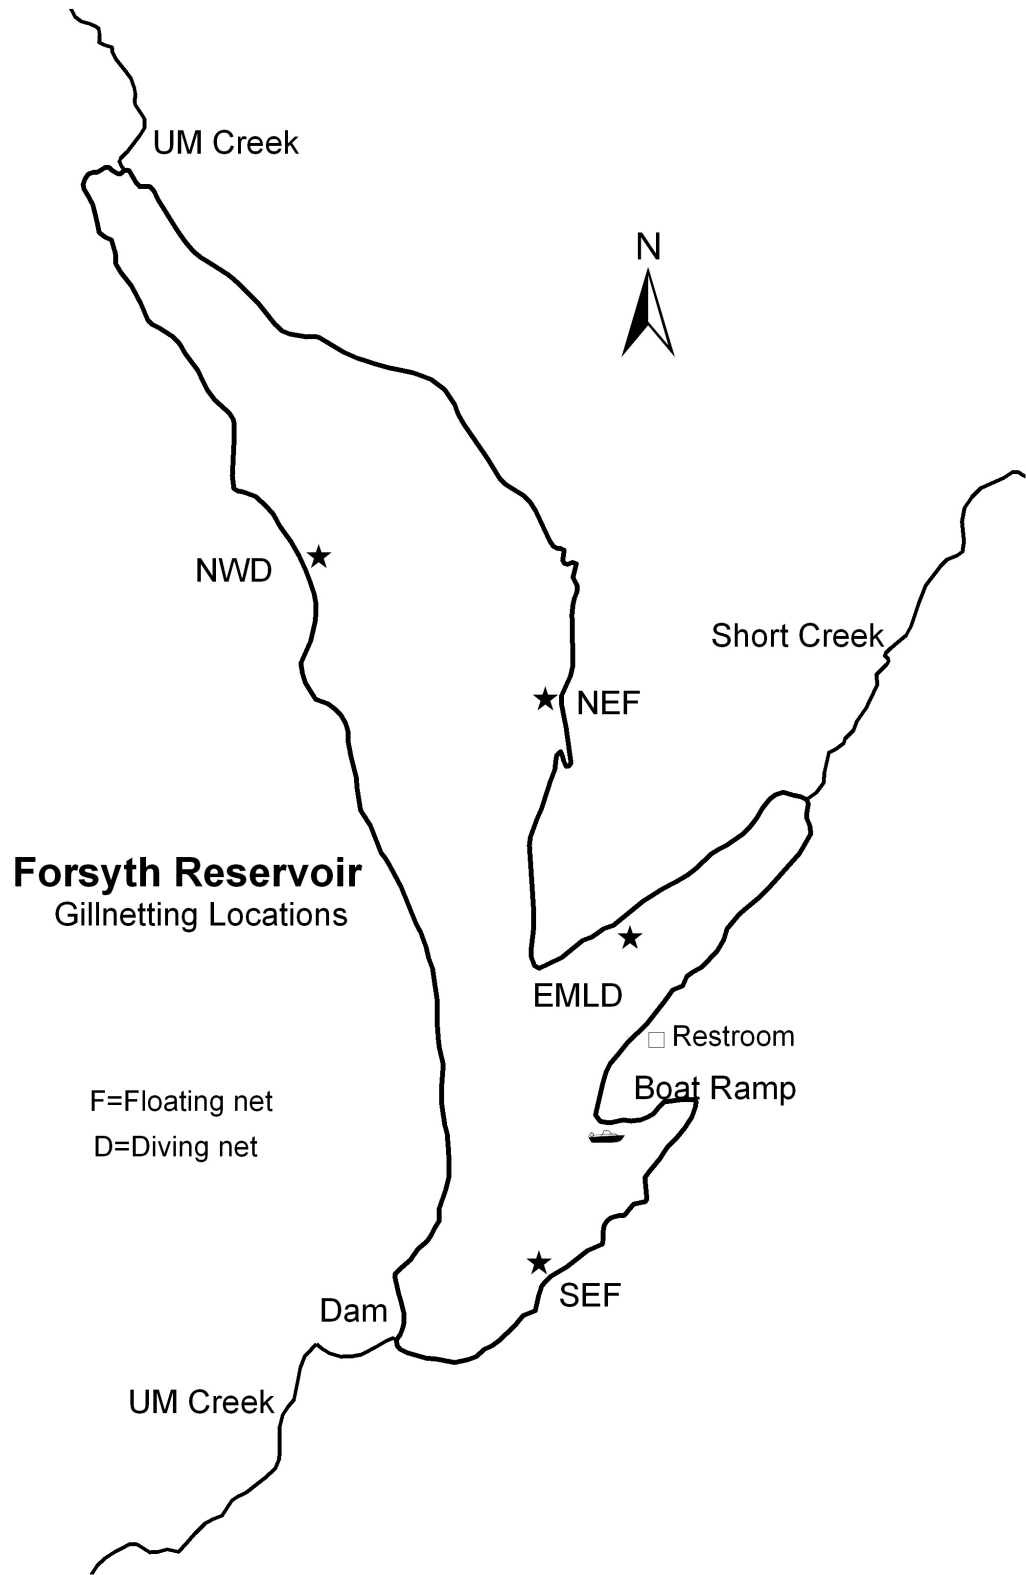 UM Creek
N
NWD
Short Creek
NEF
Forsyth Reservoir
Gillnetting Locations
EMLD
Restroom
Boat Ramp
F=Floating net
D=Diving net
SEF
Dam
UM Creek